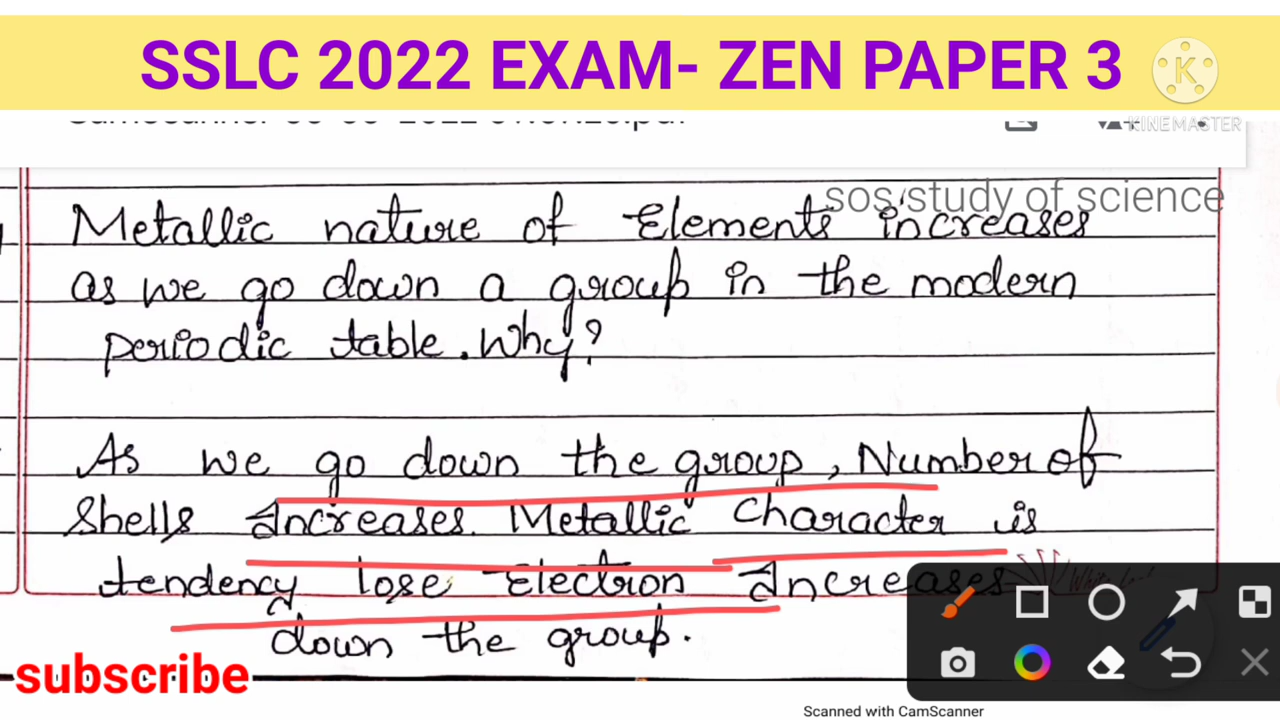 SSLC 2022 EXAM- ZEN PAPER 3
K
KINEMASTER
sos study of science
Metallic nature of Elements increases
as we go down a group in the modern
periodic table. Why?
As we go down the group, Number of
shells Increases. Metallic character is
tendency lose Electron Increases
down the group.
subscribe
Scanned with CamScanner